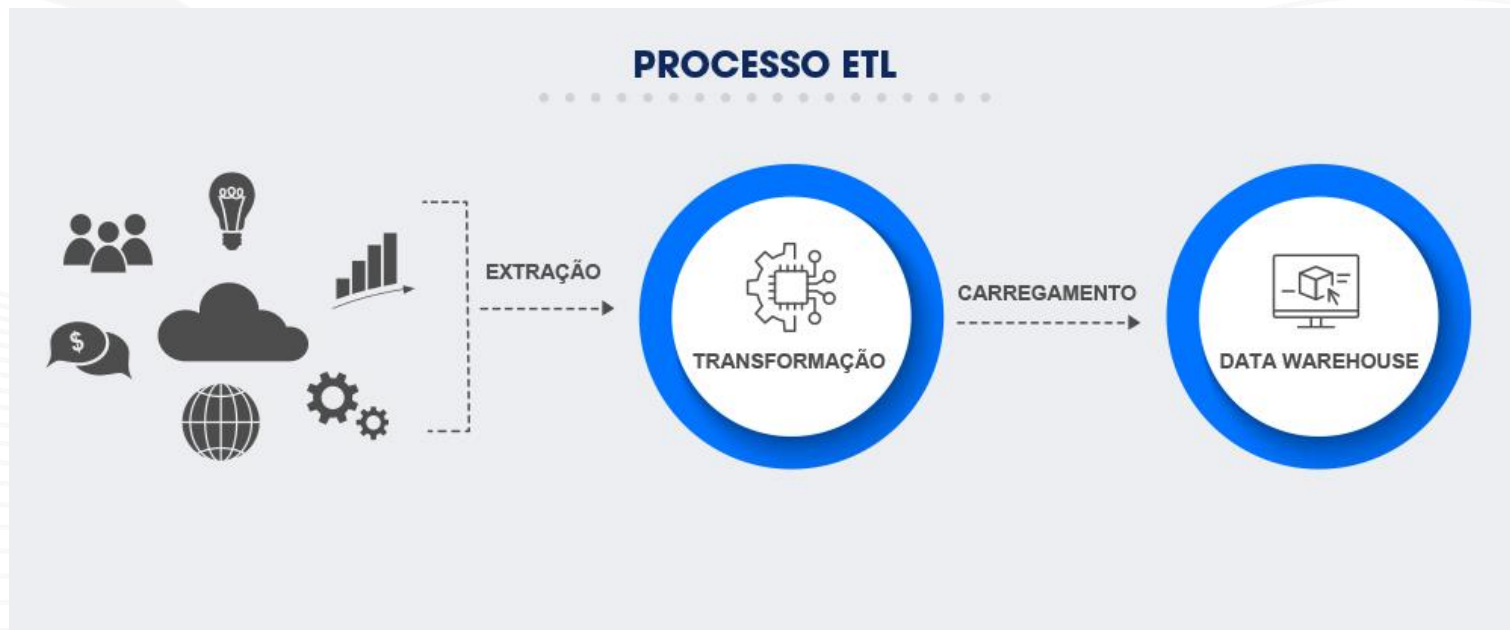 PROCESSO ETL
$
EXTRAÇÃO
TRANSFORMAÇÃO
CARREGAMENTO
DATA WAREHOUSE